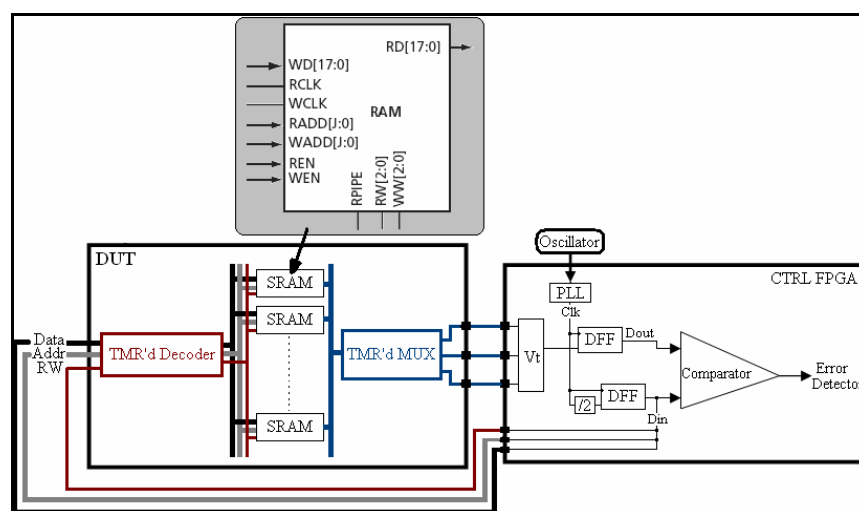 RD[17:0]
WD[17:0]
RCLK
WCLK
RAM
RADD[J:0]
WADD[J:0]
REN
WEN
RPIPE
RW[2:0]
WW[2:0]
Oscillator
DUT
CTRL FPGA
SRAM
PLL
Clk
SRAM
Data
Addr
RW
TMR'd Decoder
TMR'd MUX
Vt
DFF
Dout
Comparator
Error
Detector
/2
DFF
Din
SRAM